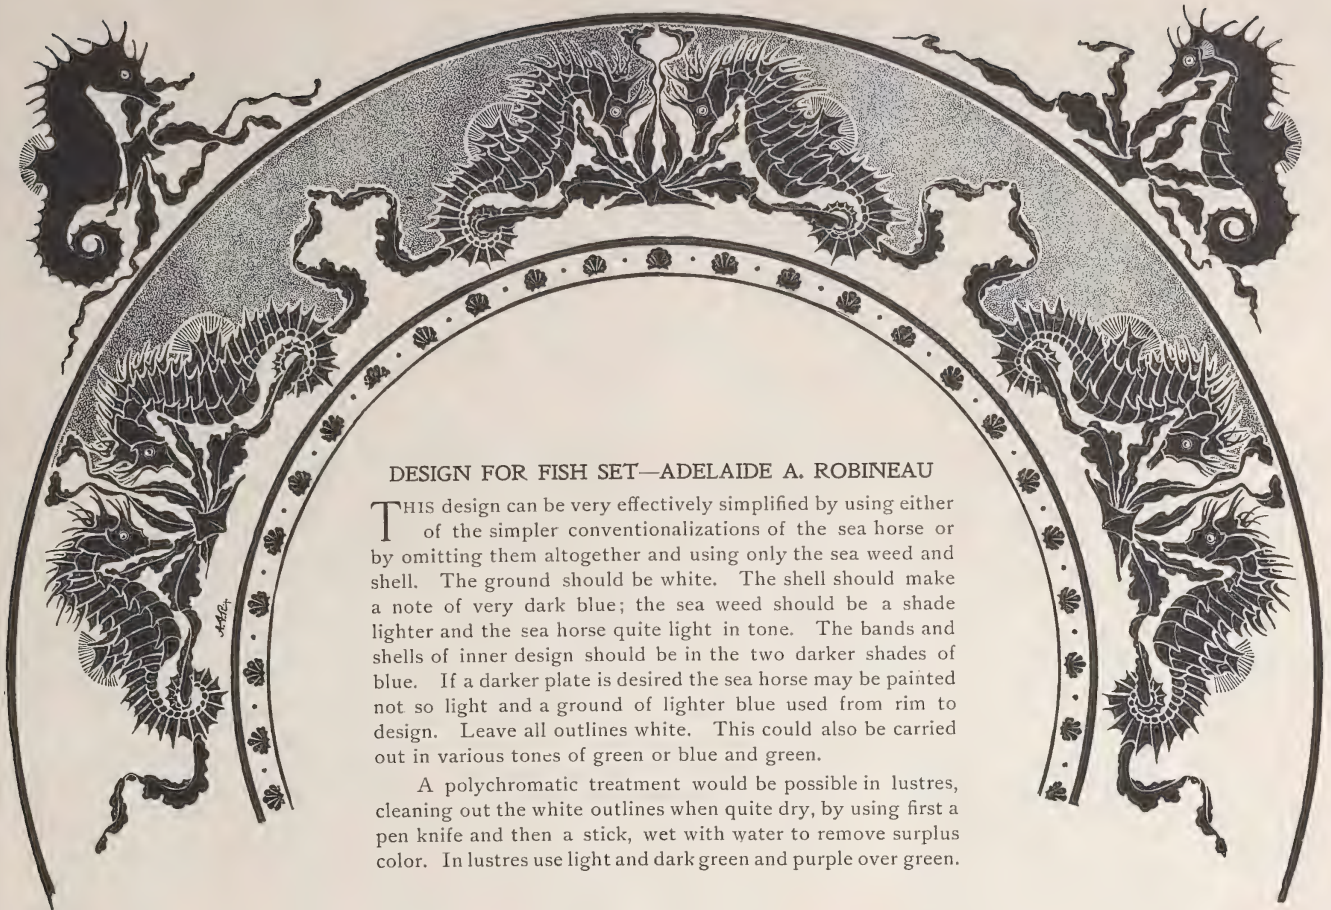 DESIGN FOR FISH SET—ADELAIDE A. ROBINEAU
THIS design can be very effectively simplified by using either
of the simpler conventionalizations of the sea horse or
by omitting them altogether and using only the sea weed and
shell. The ground should be white. The shell should make
a note of very dark blue; the sea weed should be a shade
lighter and the sea horse quite light in tone. The bands and
shells of inner design should be in the two darker shades of
blue. If a darker plate is desired the sea horse may be painted
not so light and a ground of lighter blue used from rim to
design. Leave all outlines white. This could also be carried
out in various tones of green or blue and green.
A polychromatic treatment would be possible in lustres,
cleaning out the white outlines when quite dry, by using first a
pen knife and then a stick, wet with water to remove surplus
color. In lustres use light and dark green and purple over green.